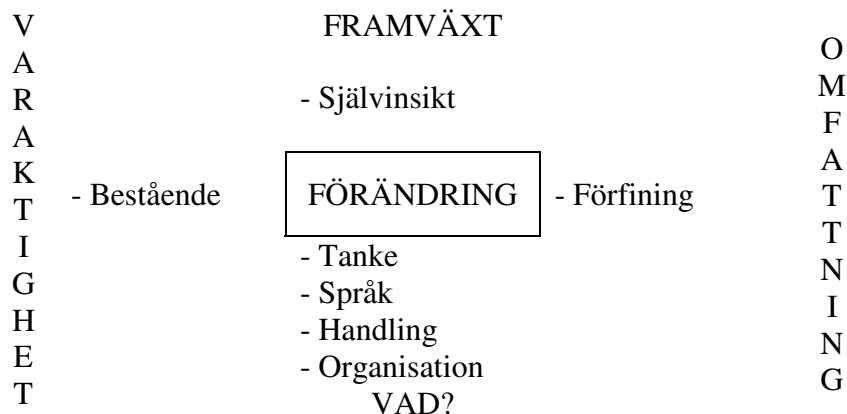 VARAKTIGHET
FRAMVÄXT
- Självinsikt
- Bestående
FÖRÄNDRING
- Förfining
- Tanke
- Språk
- Handling
- Organisation
VAD?
OMFATTNING